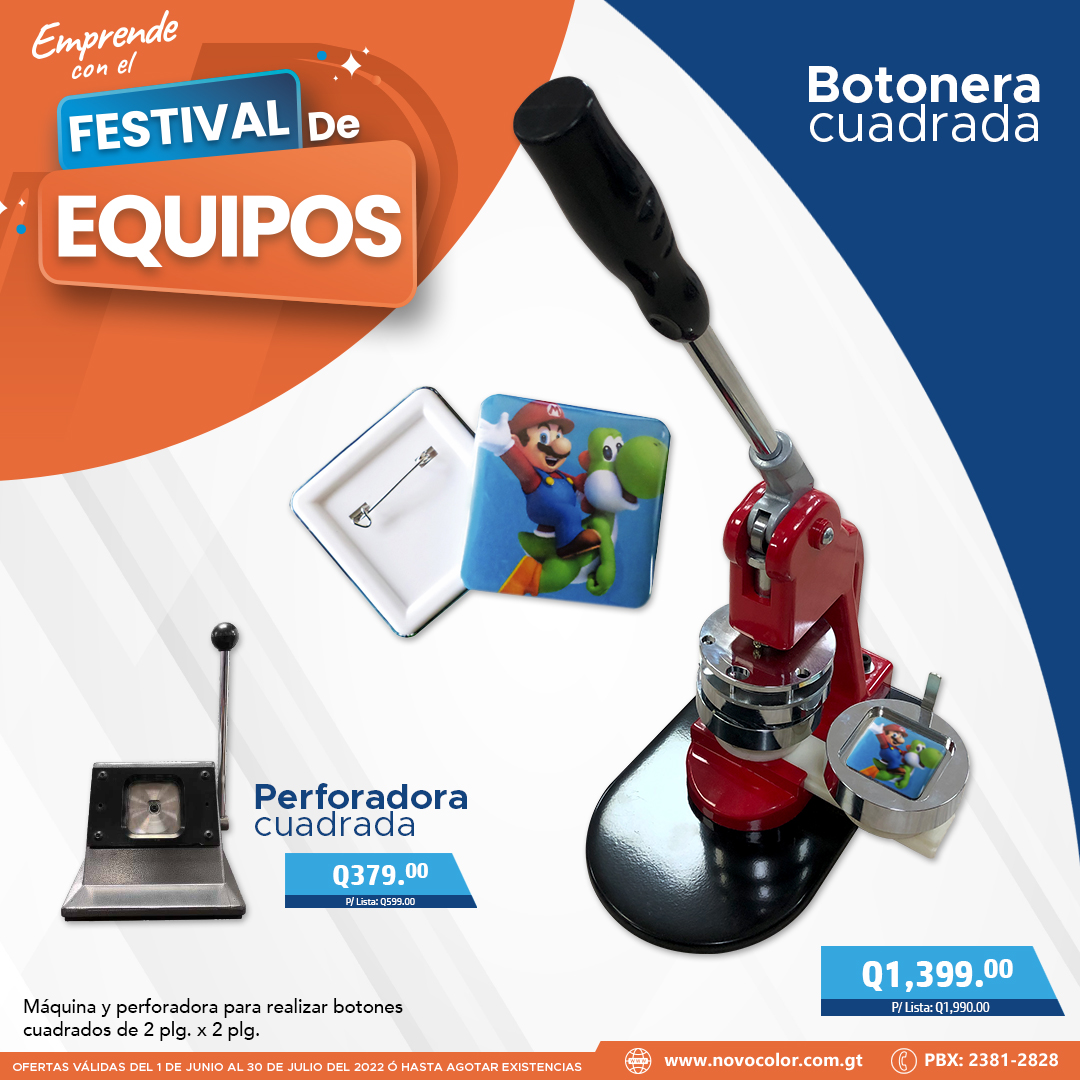 Emprende
con el
FESTIVAL De
EQUIPOS
Botonera
cuadrada
M
Perforadora
cuadrada
Q379.00
P/ Lista: Q599.00
Q1,399.00
P/ Lista: Q1,990.00
Máquina y perforadora para realizar botones
cuadrados de 2 plg. x 2 plg.
OFERTAS VÁLIDAS DEL 1 DE JUNIO AL 30 DE JULIO DEL 2022 Ó HASTA AGOTAR EXISTENCIAS
www.novocolor.com.gt
PBX: 2381-2828